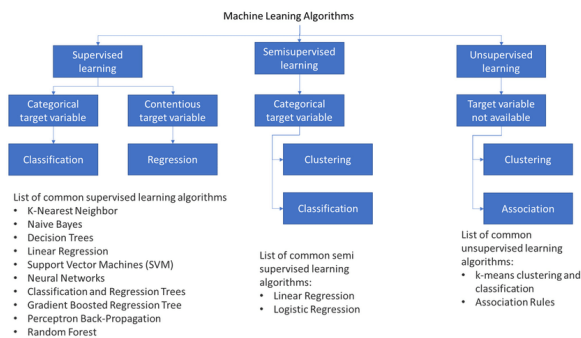 Machine Leaning Algorithms
Supervised
learning
Semisupervised
learning
Unsupervised
learning
Categorical
target variable
Contentious
target variable
Categorical
target variable
Target variable
not available
Classification
Regression
Clustering
Classification
Clustering
Association
List of common supervised learning algorithms
• K-Nearest Neighbor
• Naive Bayes
• Decision Trees
• Linear Regression
• Support Vector Machines (SVM)
• Neural Networks
• Classification and Regression Trees
• Gradient Boosted Regression Tree
• Perceptron Back-Propagation
• Random Forest
List of common semi
supervised learning
algorithms:
• Linear Regression
• Logistic Regression
List of common
unsupervised learning
algorithms:
• k-means clustering and
classification
• Association Rules